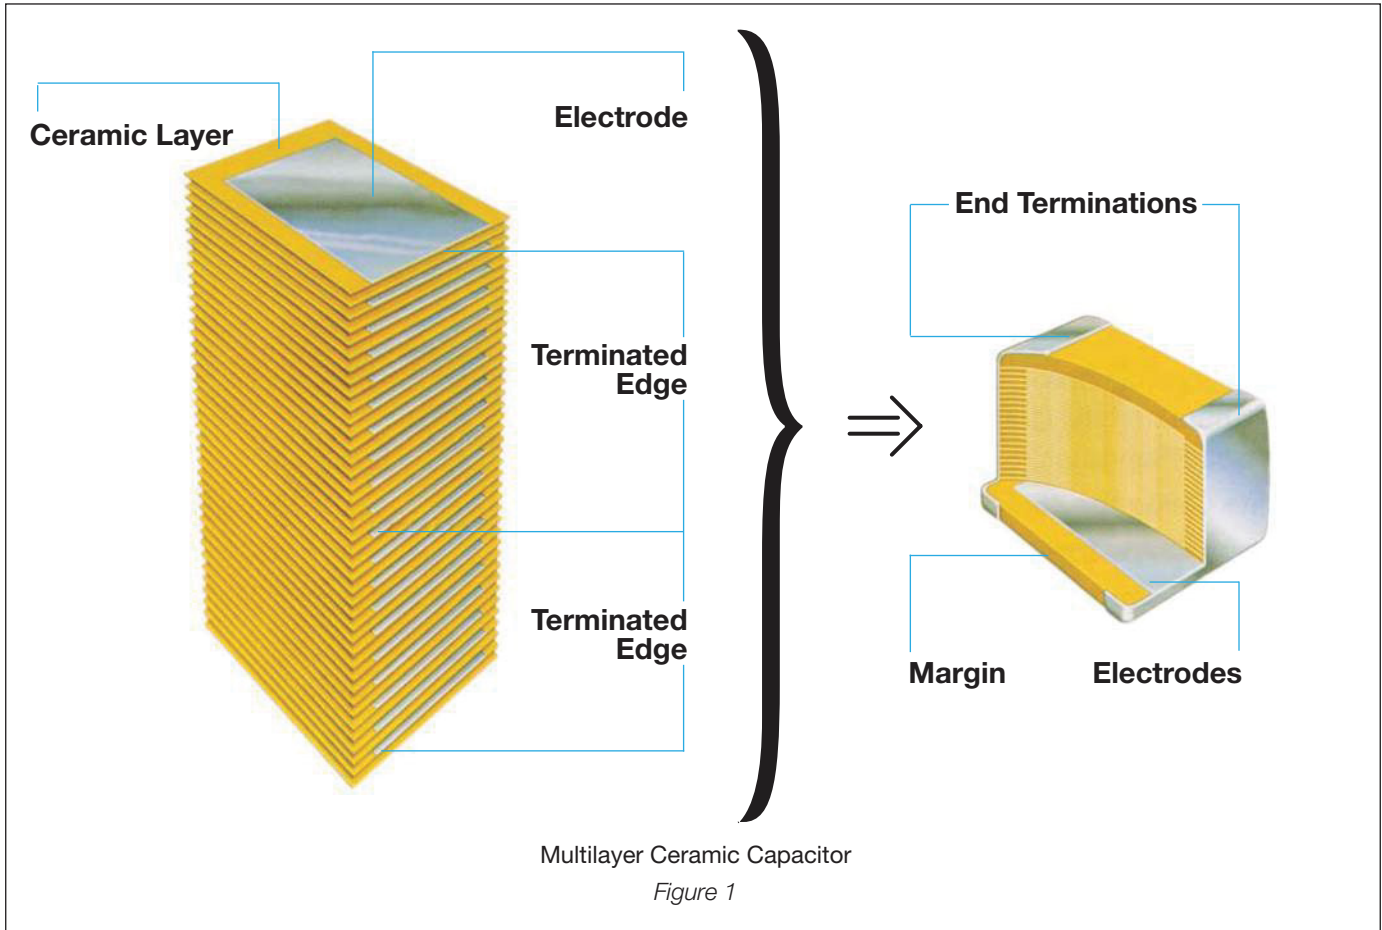 Ceramic Layer
Electrode
Terminated
Edge
Terminated
Edge
End Terminations
Margin
Electrodes
Multilayer Ceramic Capacitor
Figure 1